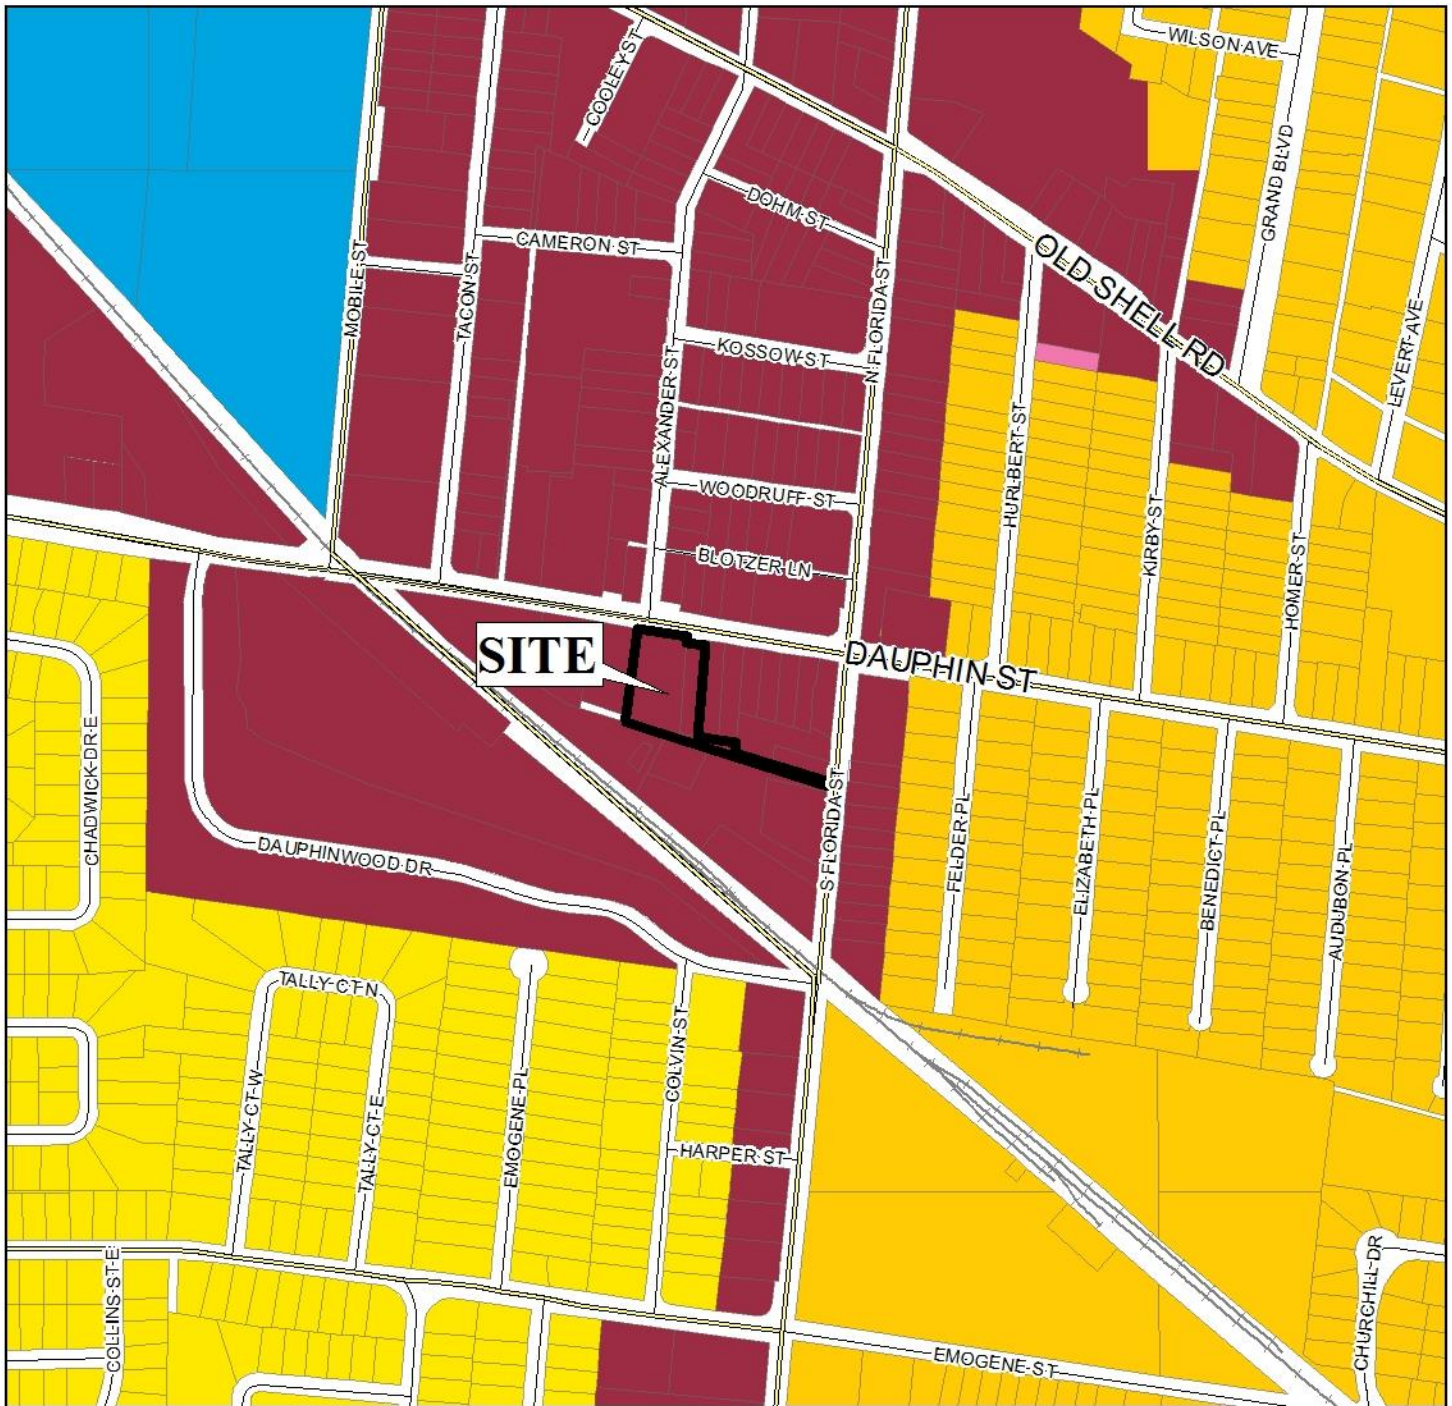 WILSON AVE
COOLEY ST
GRAND BLVD
DOHM ST
CAMERON ST
OLD SHELL RD
MOBILE ST
TACON ST
N FLORIDA ST
LEVERT AVE
KOSSOW ST
ALEXANDER ST
HURLBERT ST
WOODRUFF ST
KIRBY ST
HOMER ST
BLOTZER LN
SITE
DAUPHIN ST
CHADWICK DR E
S FLORIDA ST
FELDER PL
ELIZABETH PL
BENEDICT PL
AUDUBON PL
DAUPHINWOOD DR
TALLY CT N
COLVIN ST
TALLY CT W
TALLY CT E
EMOGENE PL
HARPER ST
COLLINS ST E
CHURCHILL DR
EMOGENE ST